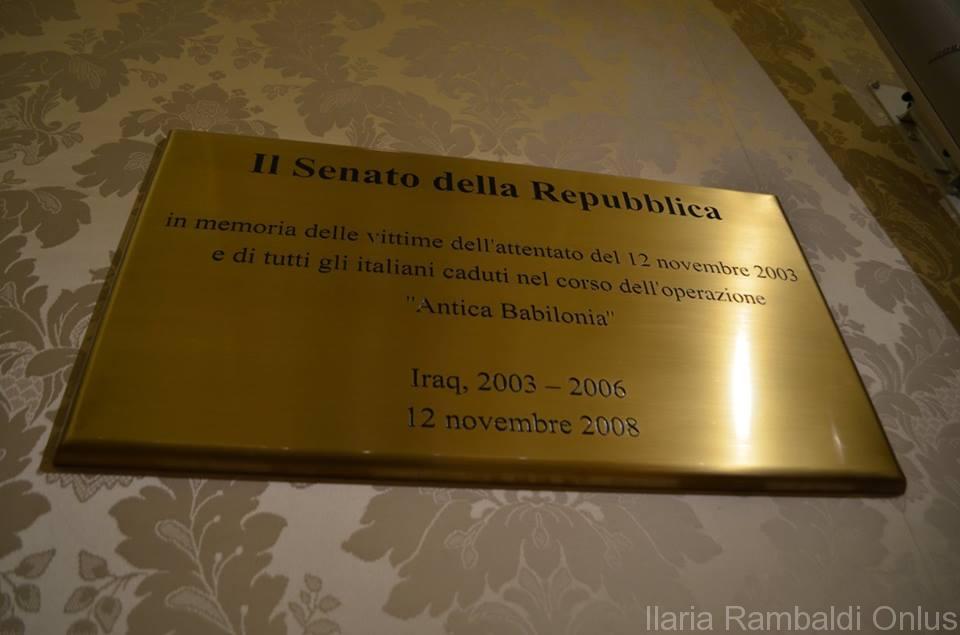 Il Senato della Repubblica
in memoria delle vittime dell'attentato del 12 novembre 2003
e di tutti gli italiani caduti nel corso dell'operazione
"Antica Babilonia"
Iraq, 2003 – 2006
12 novembre 2008
Ilaria Rambaldi Onlus